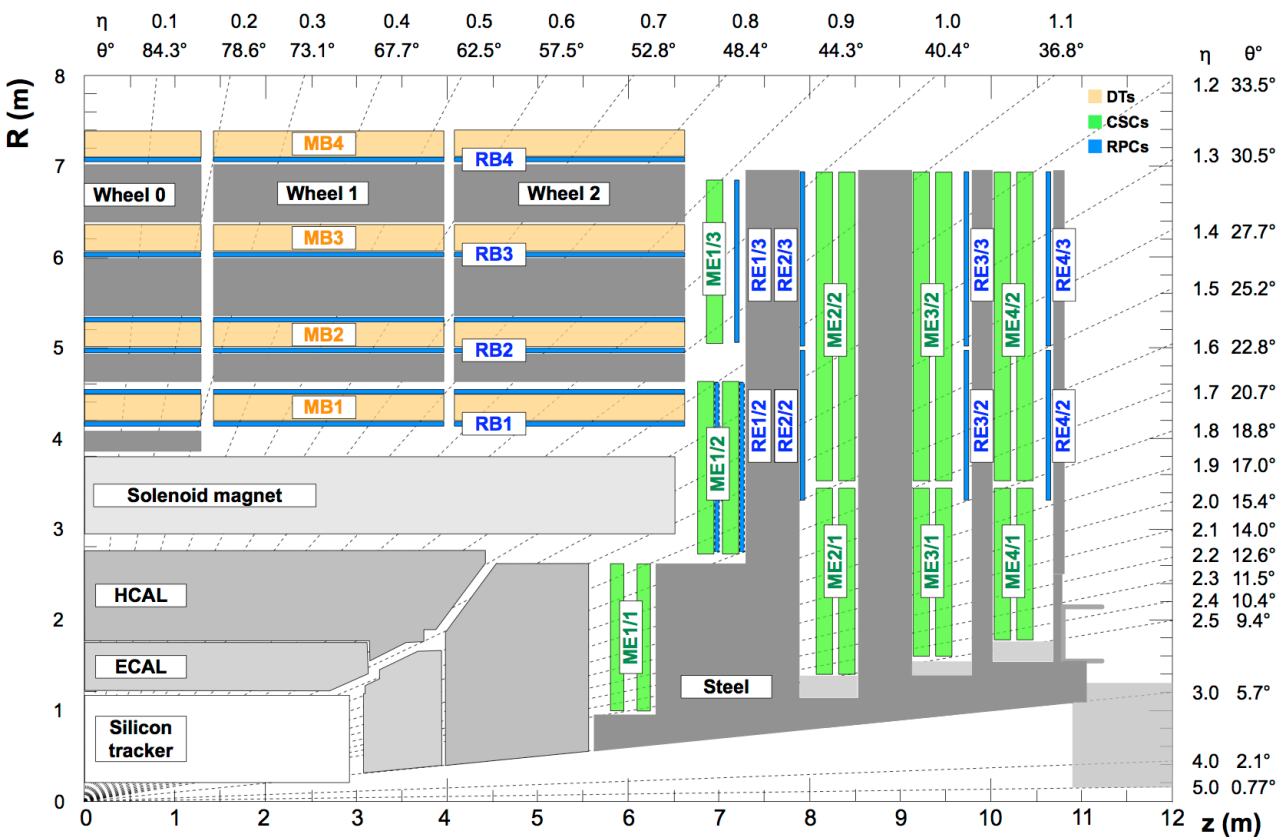 η 0.1 0.2 0.3 0.4 0.5 0.6 0.7 0.8 0.9 1.0 1.1
θ° 84.3° 78.6° 73.1° 67.7° 62.5° 57.5° 52.8° 48.4° 44.3° 40.4° 36.8° η θ°
R (m)
8
7
6
5
4
3
2
1
0
1.2 33.5°
1.3 30.5°
1.4 27.7°
1.5 25.2°
1.6 22.8°
1.7 20.7°
1.8 18.8°
1.9 17.0°
2.0 15.4°
2.1 14.0°
2.2 12.6°
2.3 11.5°
2.4 10.4°
2.5 9.4°
3.0 5.7°
4.0 2.1°
5.0 0.77°
DTs
CSCs
RPCs
MB4
RB4
Wheel 0 Wheel 1 Wheel 2
MB3
RB3
MB2
RB2
MB1
RB1
Solenoid magnet
HCAL
ECAL
Silicon
tracker
Steel
ME1/3
RE1/3
RE2/3
ME2/2
ME3/2
RE3/3
ME4/2
RE4/3
ME1/2
RE1/2
RE2/2
RE3/2
RE4/2
ME1/1
ME2/1
ME3/1
ME4/1
0 1 2 3 4 5 6 7 8 9 10 11 12
z (m)